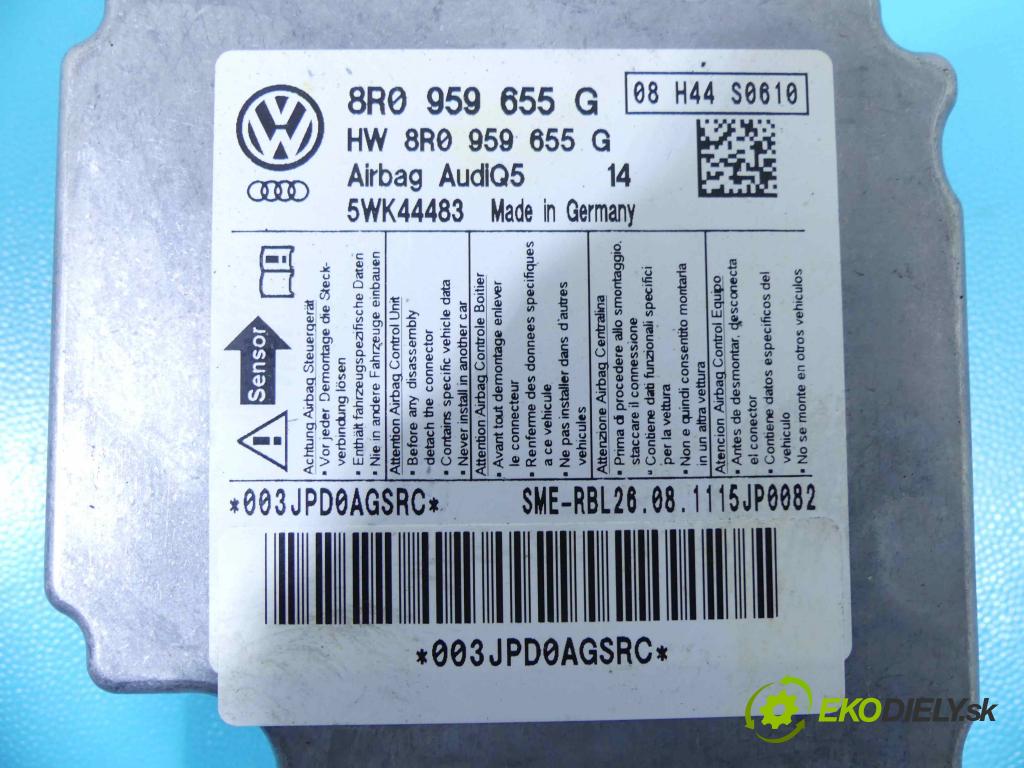 8R0 959 655 G
08 H44 S0610
HW 8R0 959 655 G
Airbag AudiQ5 14
5WK44483 Made in Germany
Sensor
Achtung Airbag Steuergerät
• Vor jeder Demontage die Steck-
verbindung lösen
• Enthält fahrzeugspezifische Daten
• Nie in andere Fahrzeuge einbauen
Attention Airbag Control Unit
• Before any disassembly
detach the connector
• Contains specific vehicle data
• Never install in another car
Attention Airbag Controle Boitier
• Avant tout demontage enlever
le connecteur
• Renferme des donnees specifiques
a ce vehicule
• Ne pas installer dans d'autres
vehicules
Attenzione Airbag Centralina
• Prima di procedere allo smontaggio,
staccare il connessione
• Contiene dati funzionali specifici
per la vettura
• Non e quindi consentito montarla
in un altra vettura
Atencion Airbag Control Equipo
• Antes de desmontar, desconecta
el conector
• Contiene datos especificos del
vehiculo
• No se monte en otros vehiculos
*003JPD0AGSRC* SME-RBL26.08.1115JP0082
*003JPD0AGSRC*
EKODIELY.sk